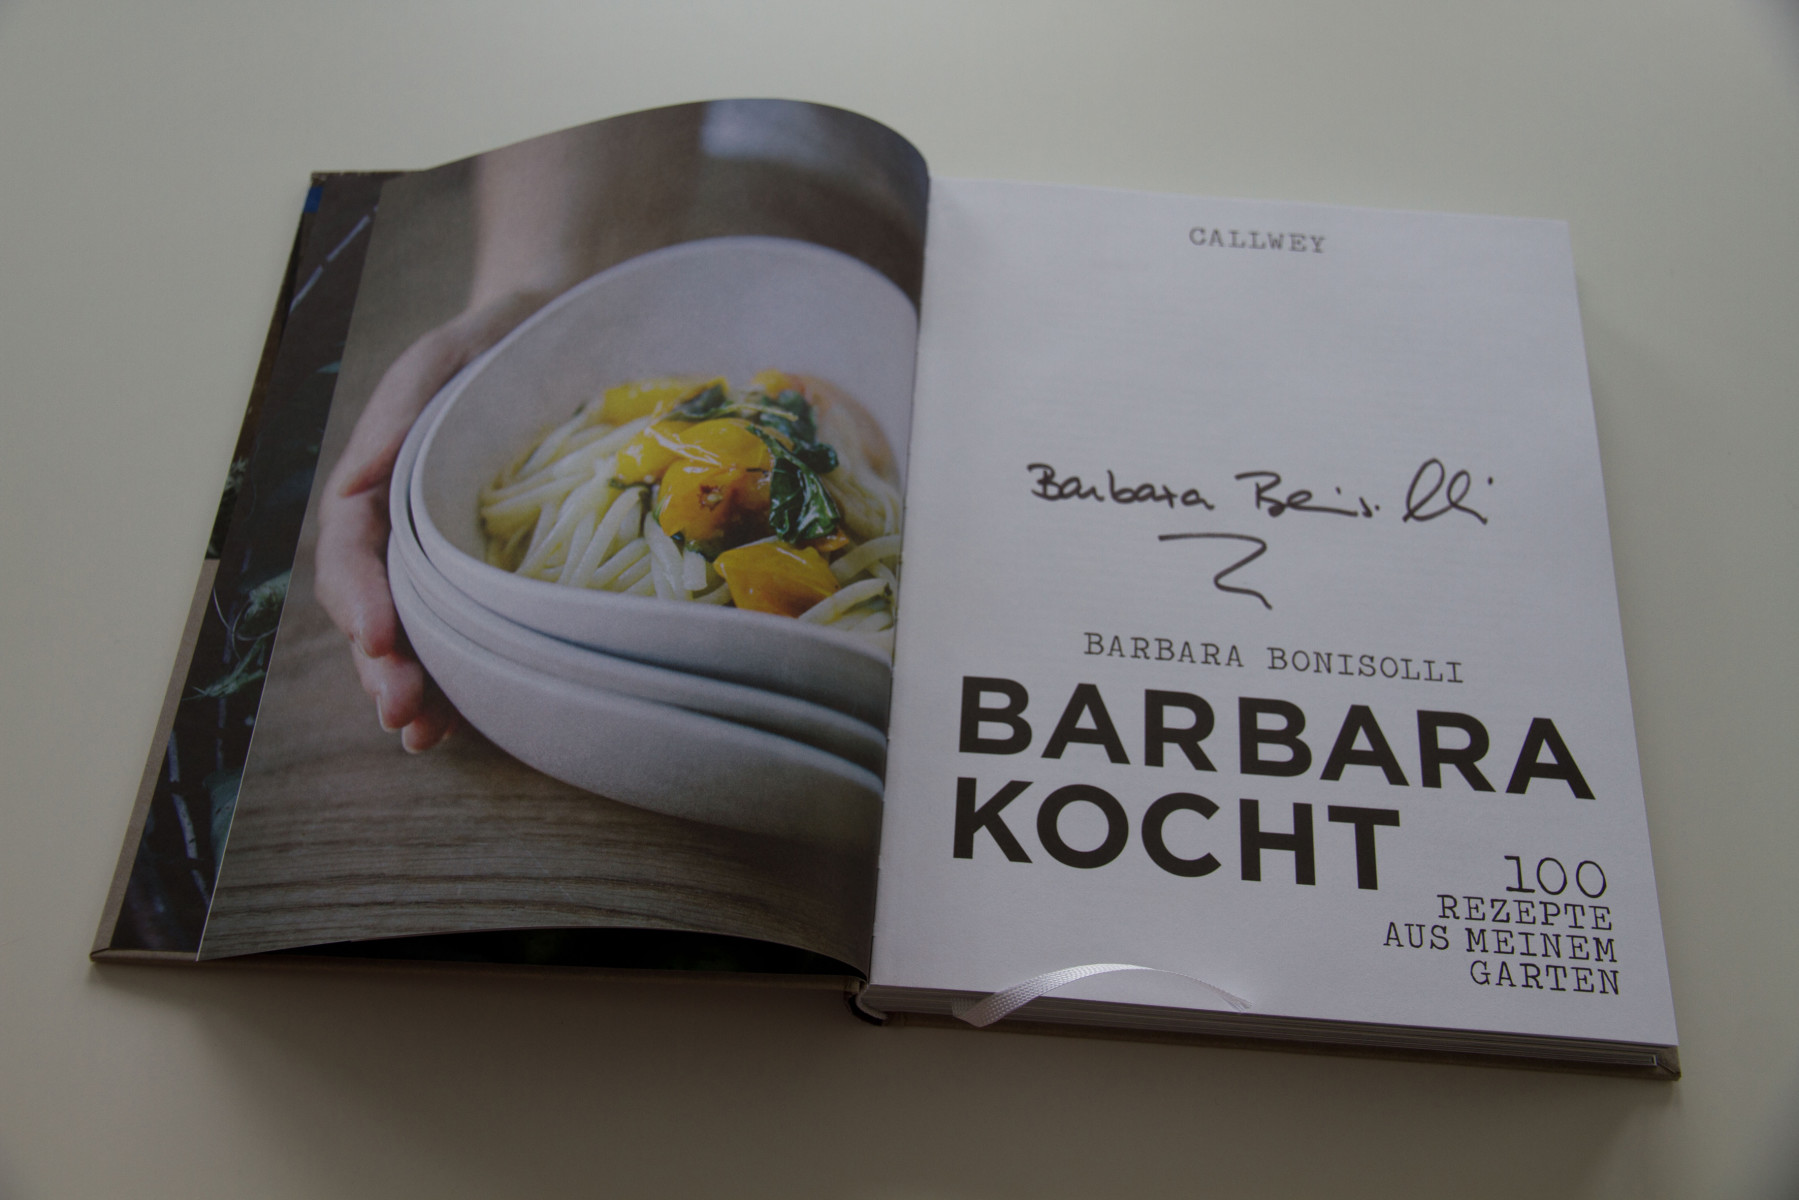 CALLWEY
Barbara Bonisolli
BARBARA BONISOLLI
BARBARA
KOCHT
100
REZEPTE
AUS MEINEM
GARTEN